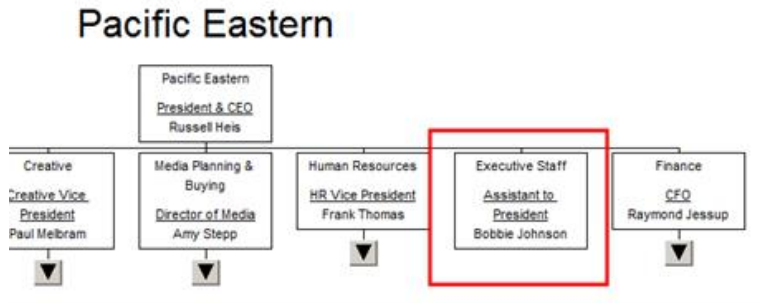 Pacific Eastern
Pacific Eastern
President & CEO
Russell Heis
Creative
Creative Vice
President
Paul Melbram
Media Planning &
Buying
Director of Media
Amy Stepp
Human Resources
HR Vice President
Frank Thomas
Executive Staff
Assistant to
President
Bobbie Johnson
Finance
CFO
Raymond Jessup